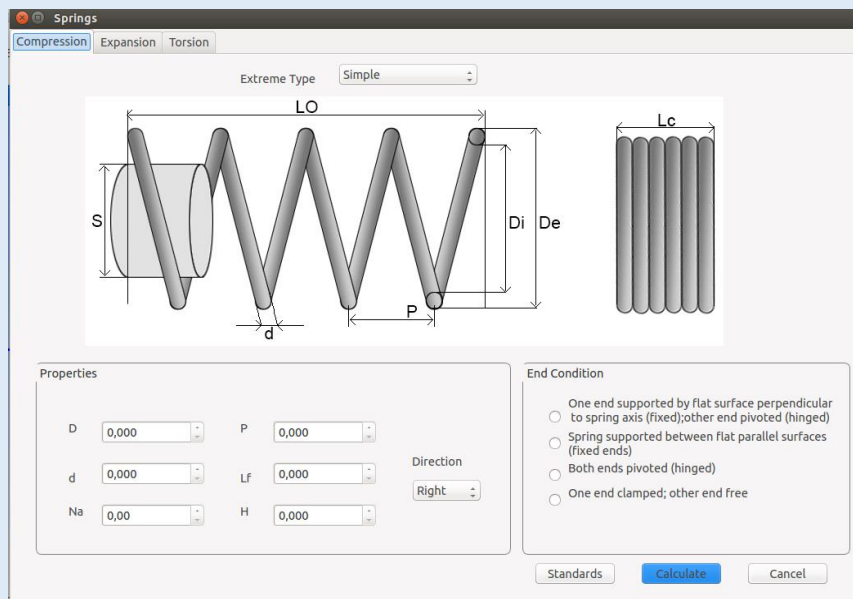 Springs
Compression Expansion Torsion
Extreme Type Simple
LO
Lc
S
Di De
P
d
Properties
D 0,000 P 0,000
d 0,000 Lf 0,000
Na 0,00 H 0,000
Direction
Right
End Condition
One end supported by flat surface perpendicular
to spring axis (fixed);other end pivoted (hinged)
Spring supported between flat parallel surfaces
(fixed ends)
Both ends pivoted (hinged)
One end clamped; other end free
Standards Calculate Cancel